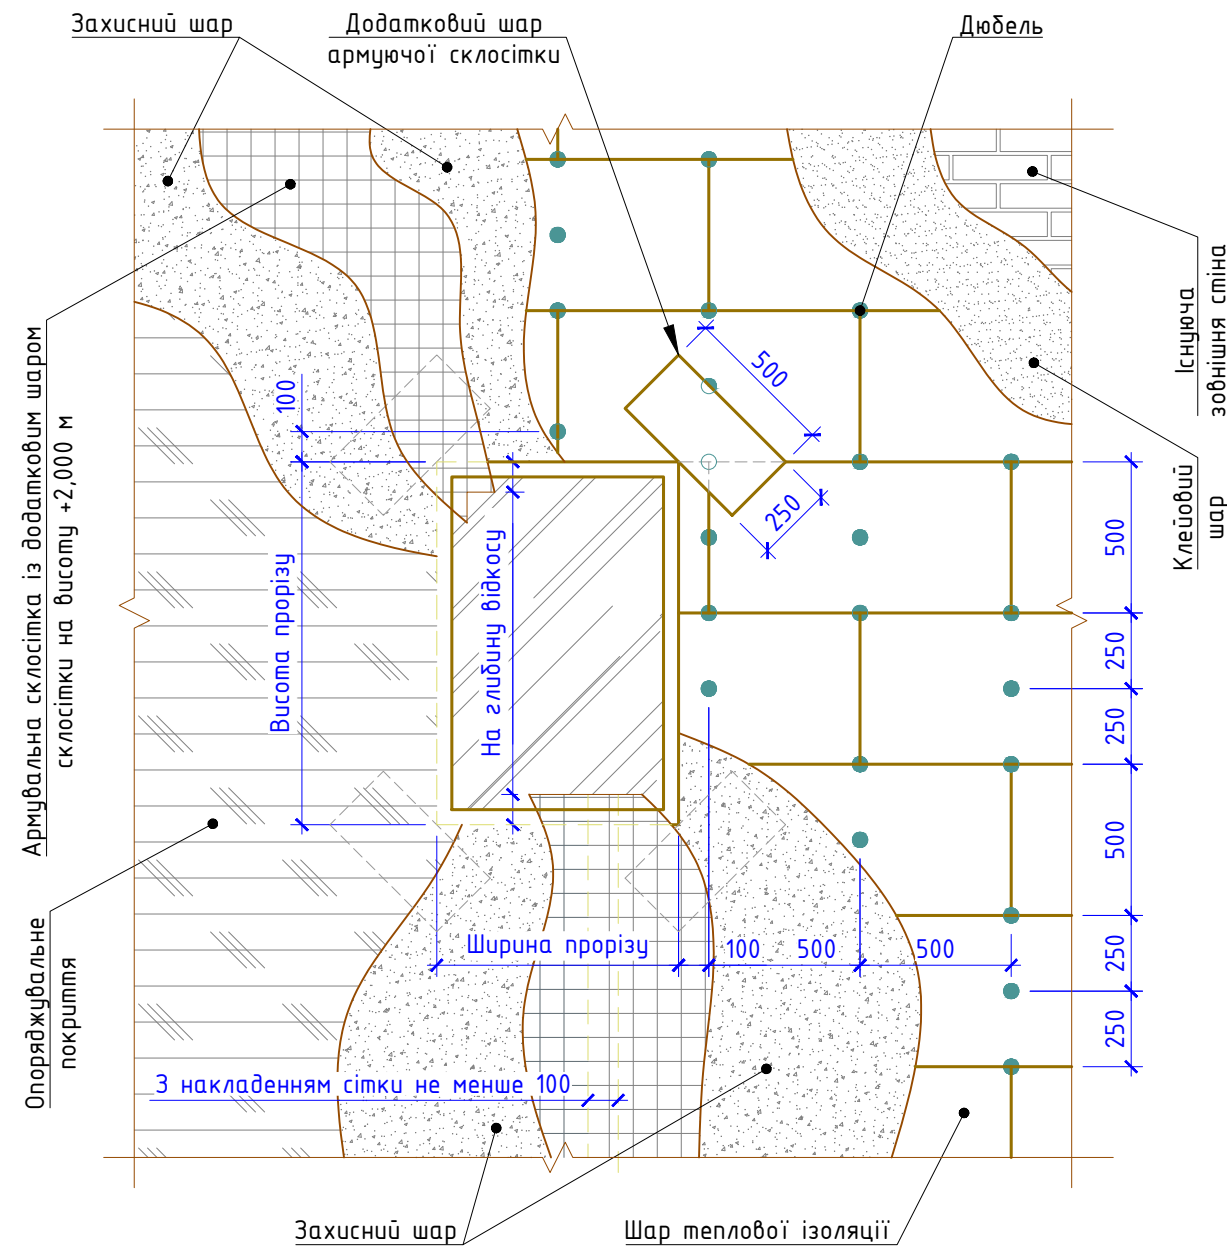 Захисний шар
Додатковий шар
армуючої склосітки
Дюбель
Армувальна склосітка із додатковим шаром
склосітки на висоту +2,000 м
Існуюча
зовнішня стіна
Клейовий
шар
100
500
250
Висота прорізу
На глибину відкосу
500
250
250
500
250
250
Ширина прорізу
100
500
500
Опоряджувальне
покриття
З накладенням сітки не менше 100
Захисний шар
Шар теплової ізоляції